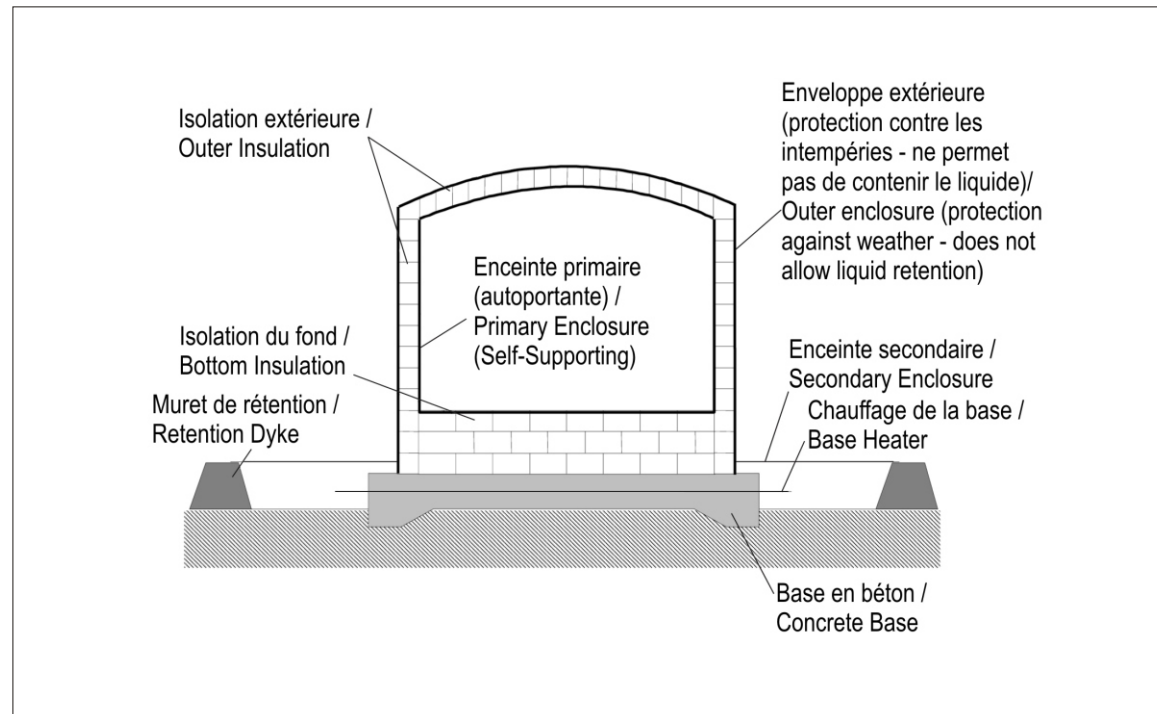 Isolation extérieure /
Outer Insulation
Enveloppe extérieure
(protection contre les
intempéries - ne permet
pas de contenir le liquide)/
Outer enclosure (protection
against weather - does not
allow liquid retention)
Enceinte primaire
(autoportante) /
Primary Enclosure
(Self-Supporting)
Isolation du fond /
Bottom Insulation
Muret de rétention /
Retention Dyke
Enceinte secondaire /
Secondary Enclosure
Chauffage de la base /
Base Heater
Base en béton /
Concrete Base